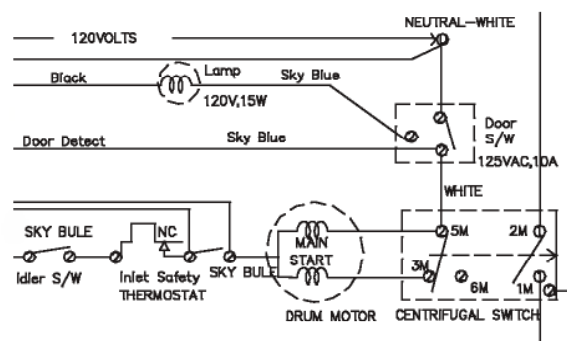 NEUTRAL-WHITE
120VOLTS
Lamp
Black
Sky Blue
120V,15W
Door
S/W
125VAC,10A
Door Detect
Sky Blue
WHITE
SKY BULE
NC
MAIN
5M
2M
START
SKY BULE
3M
6M
1M
Idler S/W
Inlet Safety
THERMOSTAT
DRUM MOTOR
CENTRIFUGAL SWITCH